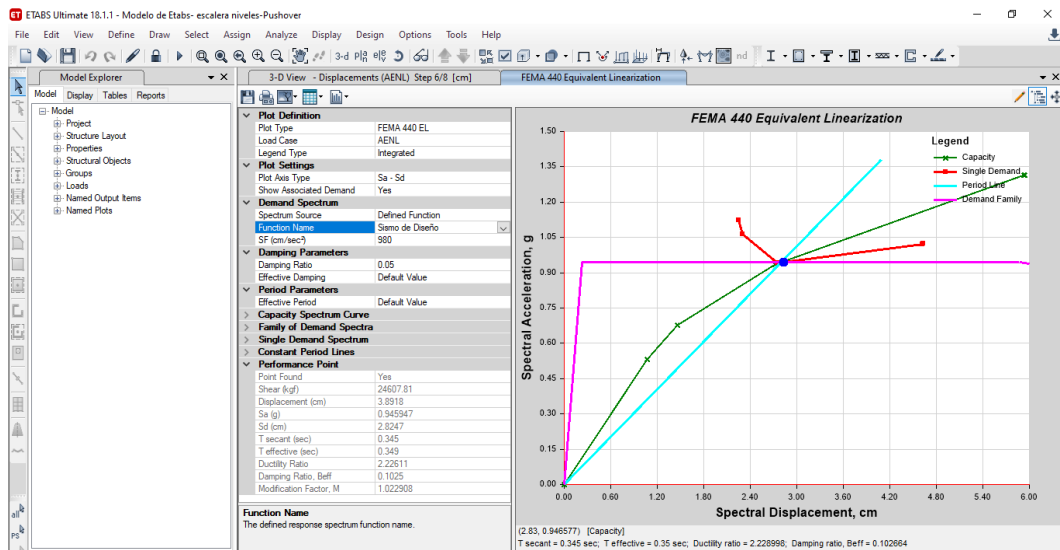 ETABS Ultimate 18.1.1 - Modelo de Etabs- escalera niveles-Pushover
File Edit View Define Draw Select Assign Analyze Display Design Options Tools Help
3-d plą elę nd
Model Explorer
Model Display Tables Reports
Model
Project
Structure Layout
Properties
Structural Objects
Groups
Loads
Named Output Items
Named Plots
all
PS
3-D View - Displacements (AENL) Step 6/8 [cm]
FEMA 440 Equivalent Linearization
Plot Definition
Plot Type FEMA 440 EL
Load Case AENL
Legend Type Integrated
Plot Settings
Plot Axis Type Sa - Sd
Show Associated Demand Yes
Demand Spectrum
Spectrum Source Defined Function
Function Name Sismo de Diseño
SF (cm/sec²) 980
Damping Parameters
Damping Ratio 0.05
Effective Damping Default Value
Period Parameters
Effective Period Default Value
Capacity Spectrum Curve
Family of Demand Spectra
Single Demand Spectrum
Constant Period Lines
Performance Point
Point Found Yes
Shear (kgf) 24607.81
Displacement (cm) 3.8918
Sa (g) 0.945947
Sd (cm) 2.8247
T secant (sec) 0.345
T effective (sec) 0.349
Ductility Ratio 2.22611
Damping Ratio, Beff 0.1025
Modification Factor, M 1.022908
Function Name
The defined response spectrum function name.
FEMA 440 Equivalent Linearization
Legend
Capacity
Single Demand
Period Line
Demand Family
Spectral Acceleration, g
1.50
1.35
1.20
1.05
0.90
0.75
0.60
0.45
0.30
0.15
0.00
0.00 0.60 1.20 1.80 2.40 3.00 3.60 4.20 4.80 5.40 6.00
Spectral Displacement, cm
(2.83, 0.946577) [Capacity]
T secant = 0.345 sec; T effective = 0.35 sec; Ductility ratio = 2.228998; Damping ratio, Beff = 0.102664